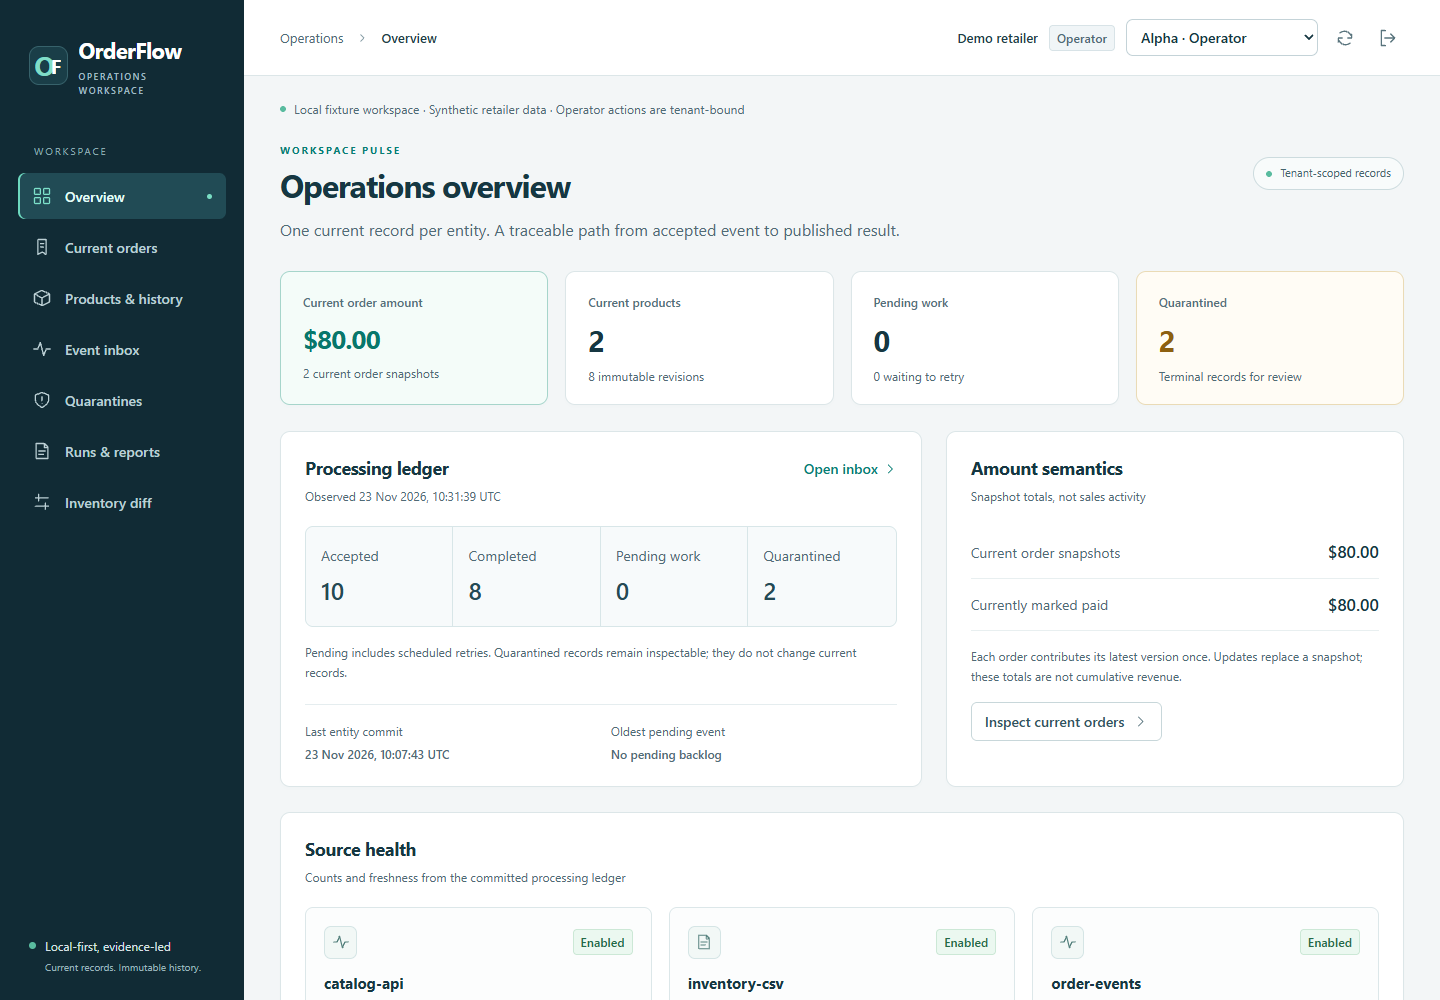 OF
OrderFlow
OPERATIONS
WORKSPACE
WORKSPACE
Overview
Current orders
Products & history
Event inbox
Quarantines
Runs & reports
Inventory diff
Local-first, evidence-led
Current records. Immutable history.
Operations > Overview
Demo retailer Operator Alpha · Operator
Local fixture workspace · Synthetic retailer data · Operator actions are tenant-bound
WORKSPACE PULSE
Operations overview
Tenant-scoped records
One current record per entity. A traceable path from accepted event to published result.
Current order amount
$80.00
2 current order snapshots
Current products
2
8 immutable revisions
Pending work
0
0 waiting to retry
Quarantined
2
Terminal records for review
Processing ledger
Open inbox
Observed 23 Nov 2026, 10:31:39 UTC
Accepted
10
Completed
8
Pending work
0
Quarantined
2
Pending includes scheduled retries. Quarantined records remain inspectable; they do not change current
records.
Last entity commit
23 Nov 2026, 10:07:43 UTC
Oldest pending event
No pending backlog
Amount semantics
Snapshot totals, not sales activity
Current order snapshots $80.00
Currently marked paid $80.00
Each order contributes its latest version once. Updates replace a snapshot;
these totals are not cumulative revenue.
Inspect current orders
Source health
Counts and freshness from the committed processing ledger
Enabled
catalog-api
Enabled
inventory-csv
Enabled
order-events